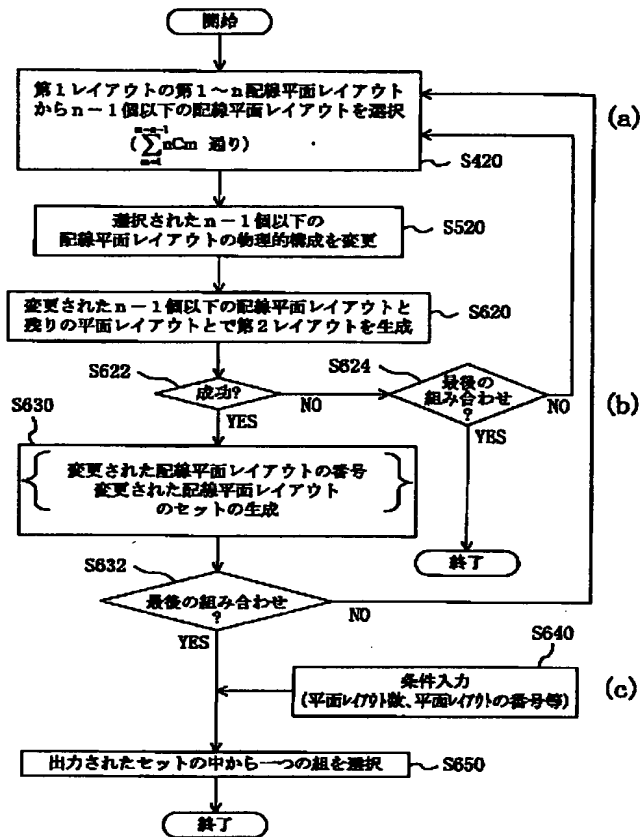 開始
第1レイアウトの第1~n配線平面レイアウト
からn-1個以下の配線平面レイアウトを選択
m=n-1
( Σ nCm 通り)
m=1
S420
(a)
選択されたn-1個以下の
配線平面レイアウトの物理的構成を変更
S520
変更されたn-1個以下の配線平面レイアウトと
残りの平面レイアウトとで第2レイアウトを生成
S620
S622
成功?
NO
YES
S624
最後の
組み合わせ
?
NO
YES
(b)
S630
変更された配線平面レイアウトの番号
変更された配線平面レイアウト
のセットの生成
終了
S632
最後の組み合わせ
?
NO
YES
S640
条件入力
(平面レイアウト数、平面レイアウトの番号等)
(c)
出力されたセットの中から一つの組を選択
S650
終了